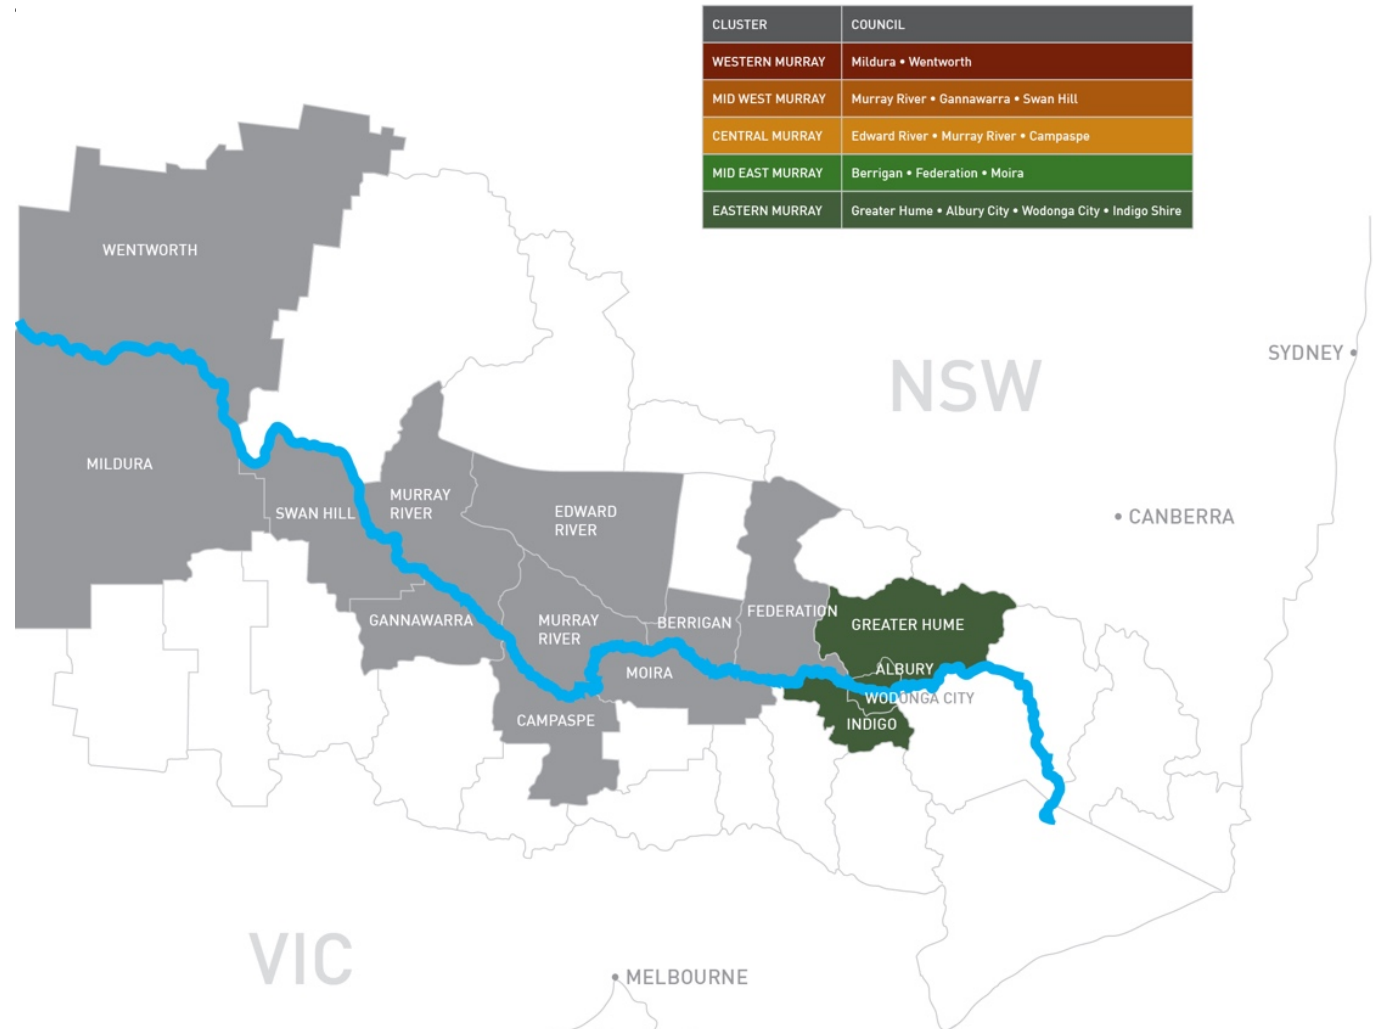 CLUSTER COUNCIL
WESTERN MURRAY Mildura • Wentworth
MID WEST MURRAY Murray River • Gannawarra • Swan Hill
CENTRAL MURRAY Edward River • Murray River • Campaspe
MID EAST MURRAY Berrigan • Federation • Moira
EASTERN MURRAY Greater Hume • Albury City • Wodonga City • Indigo Shire
WENTWORTH
SYDNEY
NSW
MILDURA
MURRAY
RIVER
SWAN HILL
EDWARD
RIVER
CANBERRA
GANNAWARRA
MURRAY
RIVER
BERRIGAN
FEDERATION
GREATER HUME
MOIRA
ALBURY
WODONGA CITY
CAMPASPE
INDIGO
VIC
MELBOURNE